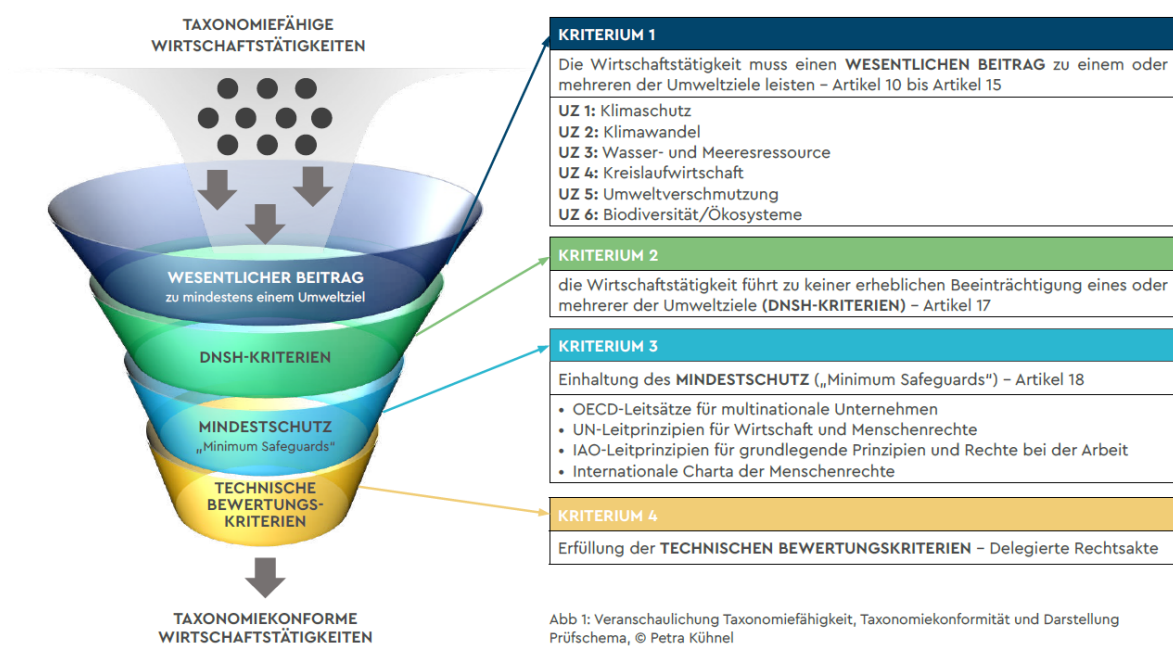 TAXONOMIEFÄHIGE
WIRTSCHAFTSTÄTIGKEITEN
WESENTLICHER BEITRAG
zu mindestens einem Umweltziel
DNSH-KRITERIEN
MINDESTSCHUTZ
„Minimum Safeguards“
TECHNISCHE
BEWERTUNGS-
KRITERIEN
TAXONOMIEKONFORME
WIRTSCHAFTSTÄTIGKEITEN
KRITERIUM 1
Die Wirtschaftstätigkeit muss einen WESENTLICHEN BEITRAG zu einem oder
mehreren der Umweltziele leisten – Artikel 10 bis Artikel 15
UZ 1: Klimaschutz
UZ 2: Klimawandel
UZ 3: Wasser- und Meeresressource
UZ 4: Kreislaufwirtschaft
UZ 5: Umweltverschmutzung
UZ 6: Biodiversität/Ökosysteme
KRITERIUM 2
die Wirtschaftstätigkeit führt zu keiner erheblichen Beeinträchtigung eines oder
mehrerer der Umweltziele (DNSH-KRITERIEN) – Artikel 17
KRITERIUM 3
Einhaltung des MINDESTSCHUTZ („Minimum Safeguards“) – Artikel 18
• OECD-Leitsätze für multinationale Unternehmen
• UN-Leitprinzipien für Wirtschaft und Menschenrechte
• IAO-Leitprinzipien für grundlegende Prinzipien und Rechte bei der Arbeit
• Internationale Charta der Menschenrechte
KRITERIUM 4
Erfüllung der TECHNISCHEN BEWERTUNGSKRITERIEN – Delegierte Rechtsakte
Abb 1: Veranschaulichung Taxonomiefähigkeit, Taxonomiekonformität und Darstellung
Prüfschema, © Petra Kühnel